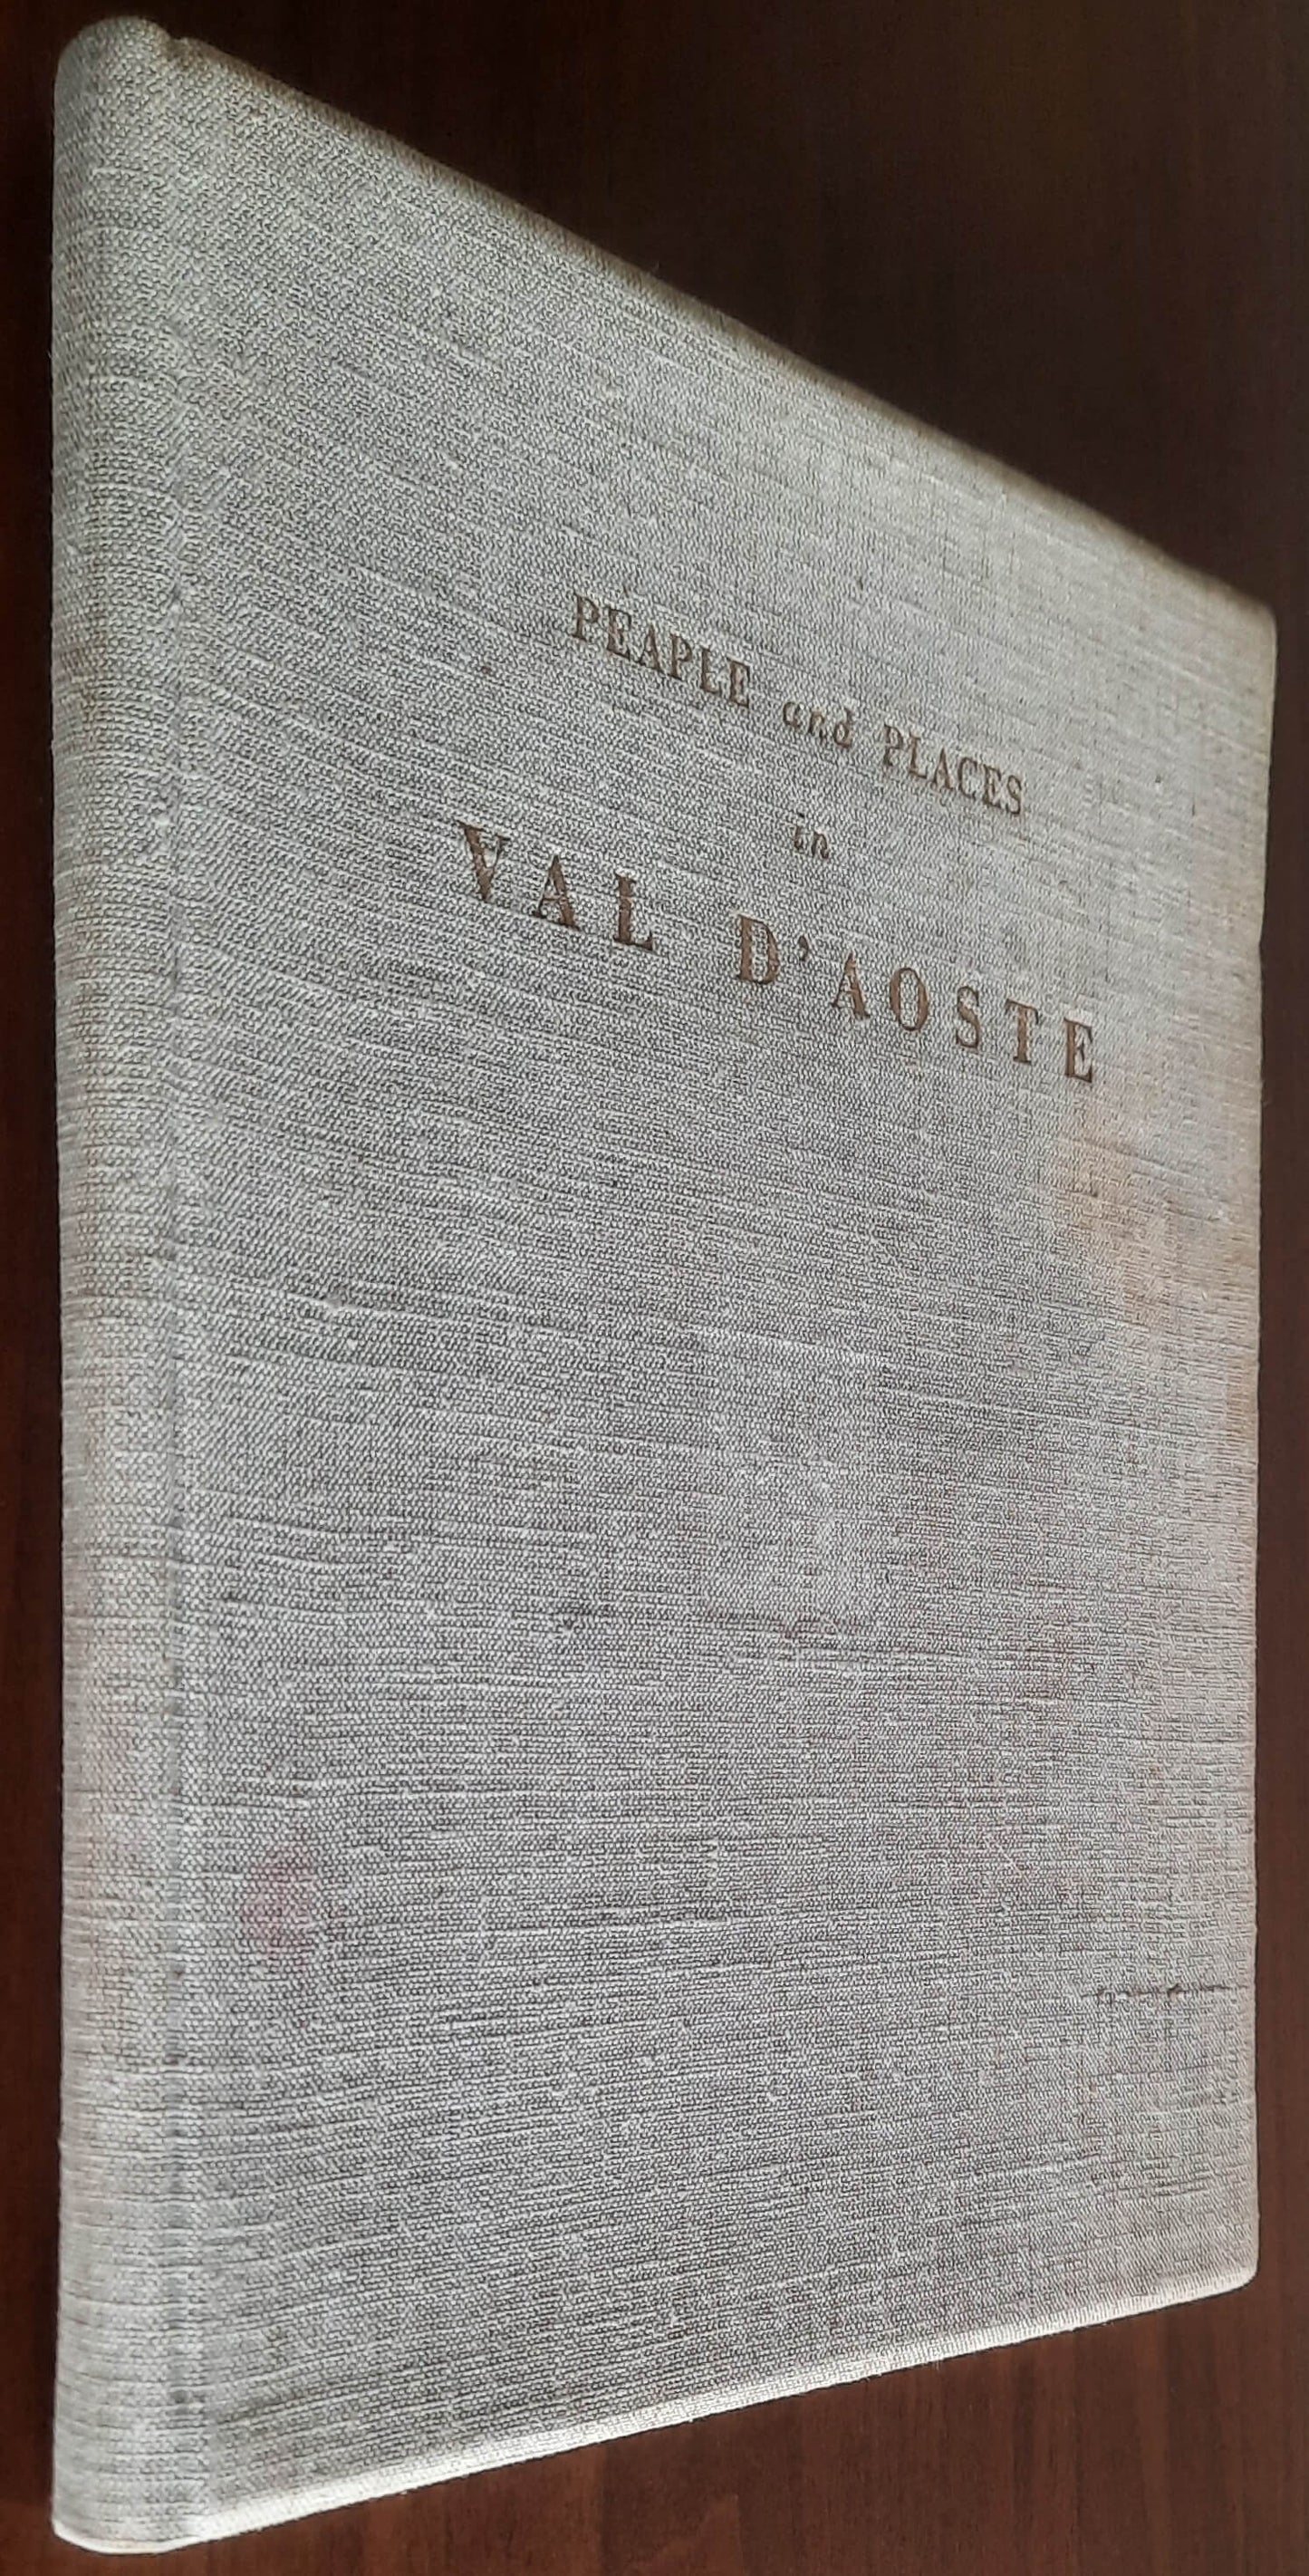 PEAPLE and PLACES
in
VAL D'AOSTE